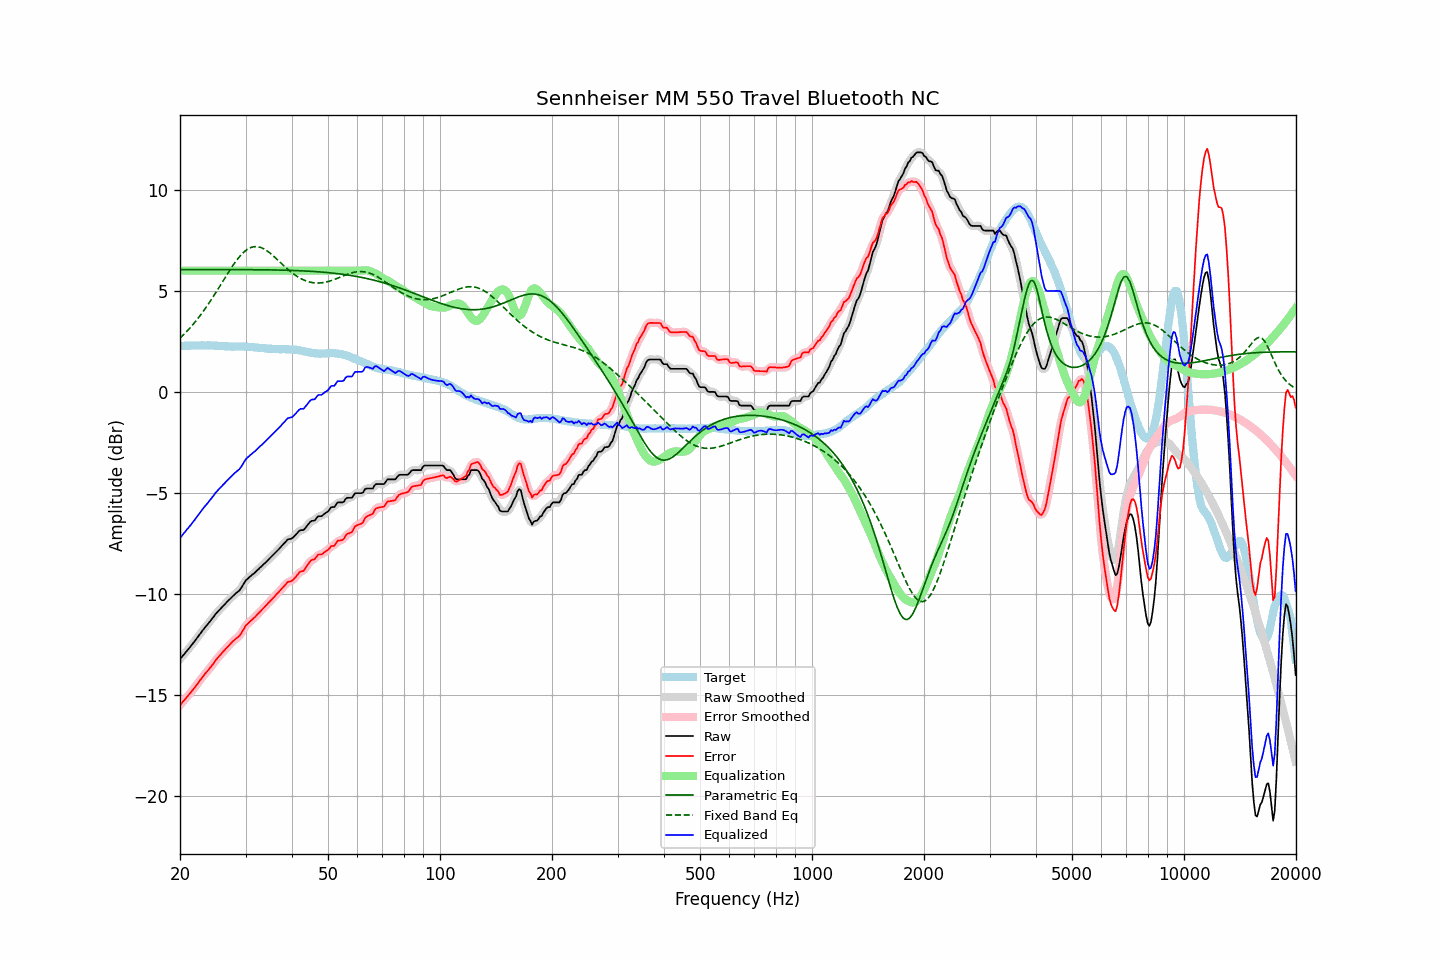 Sennheiser MM 550 Travel Bluetooth NC
Amplitude (dBr)
10
5
0
−5
−10
−15
−20
Target
Raw Smoothed
Error Smoothed
Raw
Error
Equalization
Parametric Eq
Fixed Band Eq
Equalized
20 50 100 200 500 1000 2000 5000 10000 20000
Frequency (Hz)